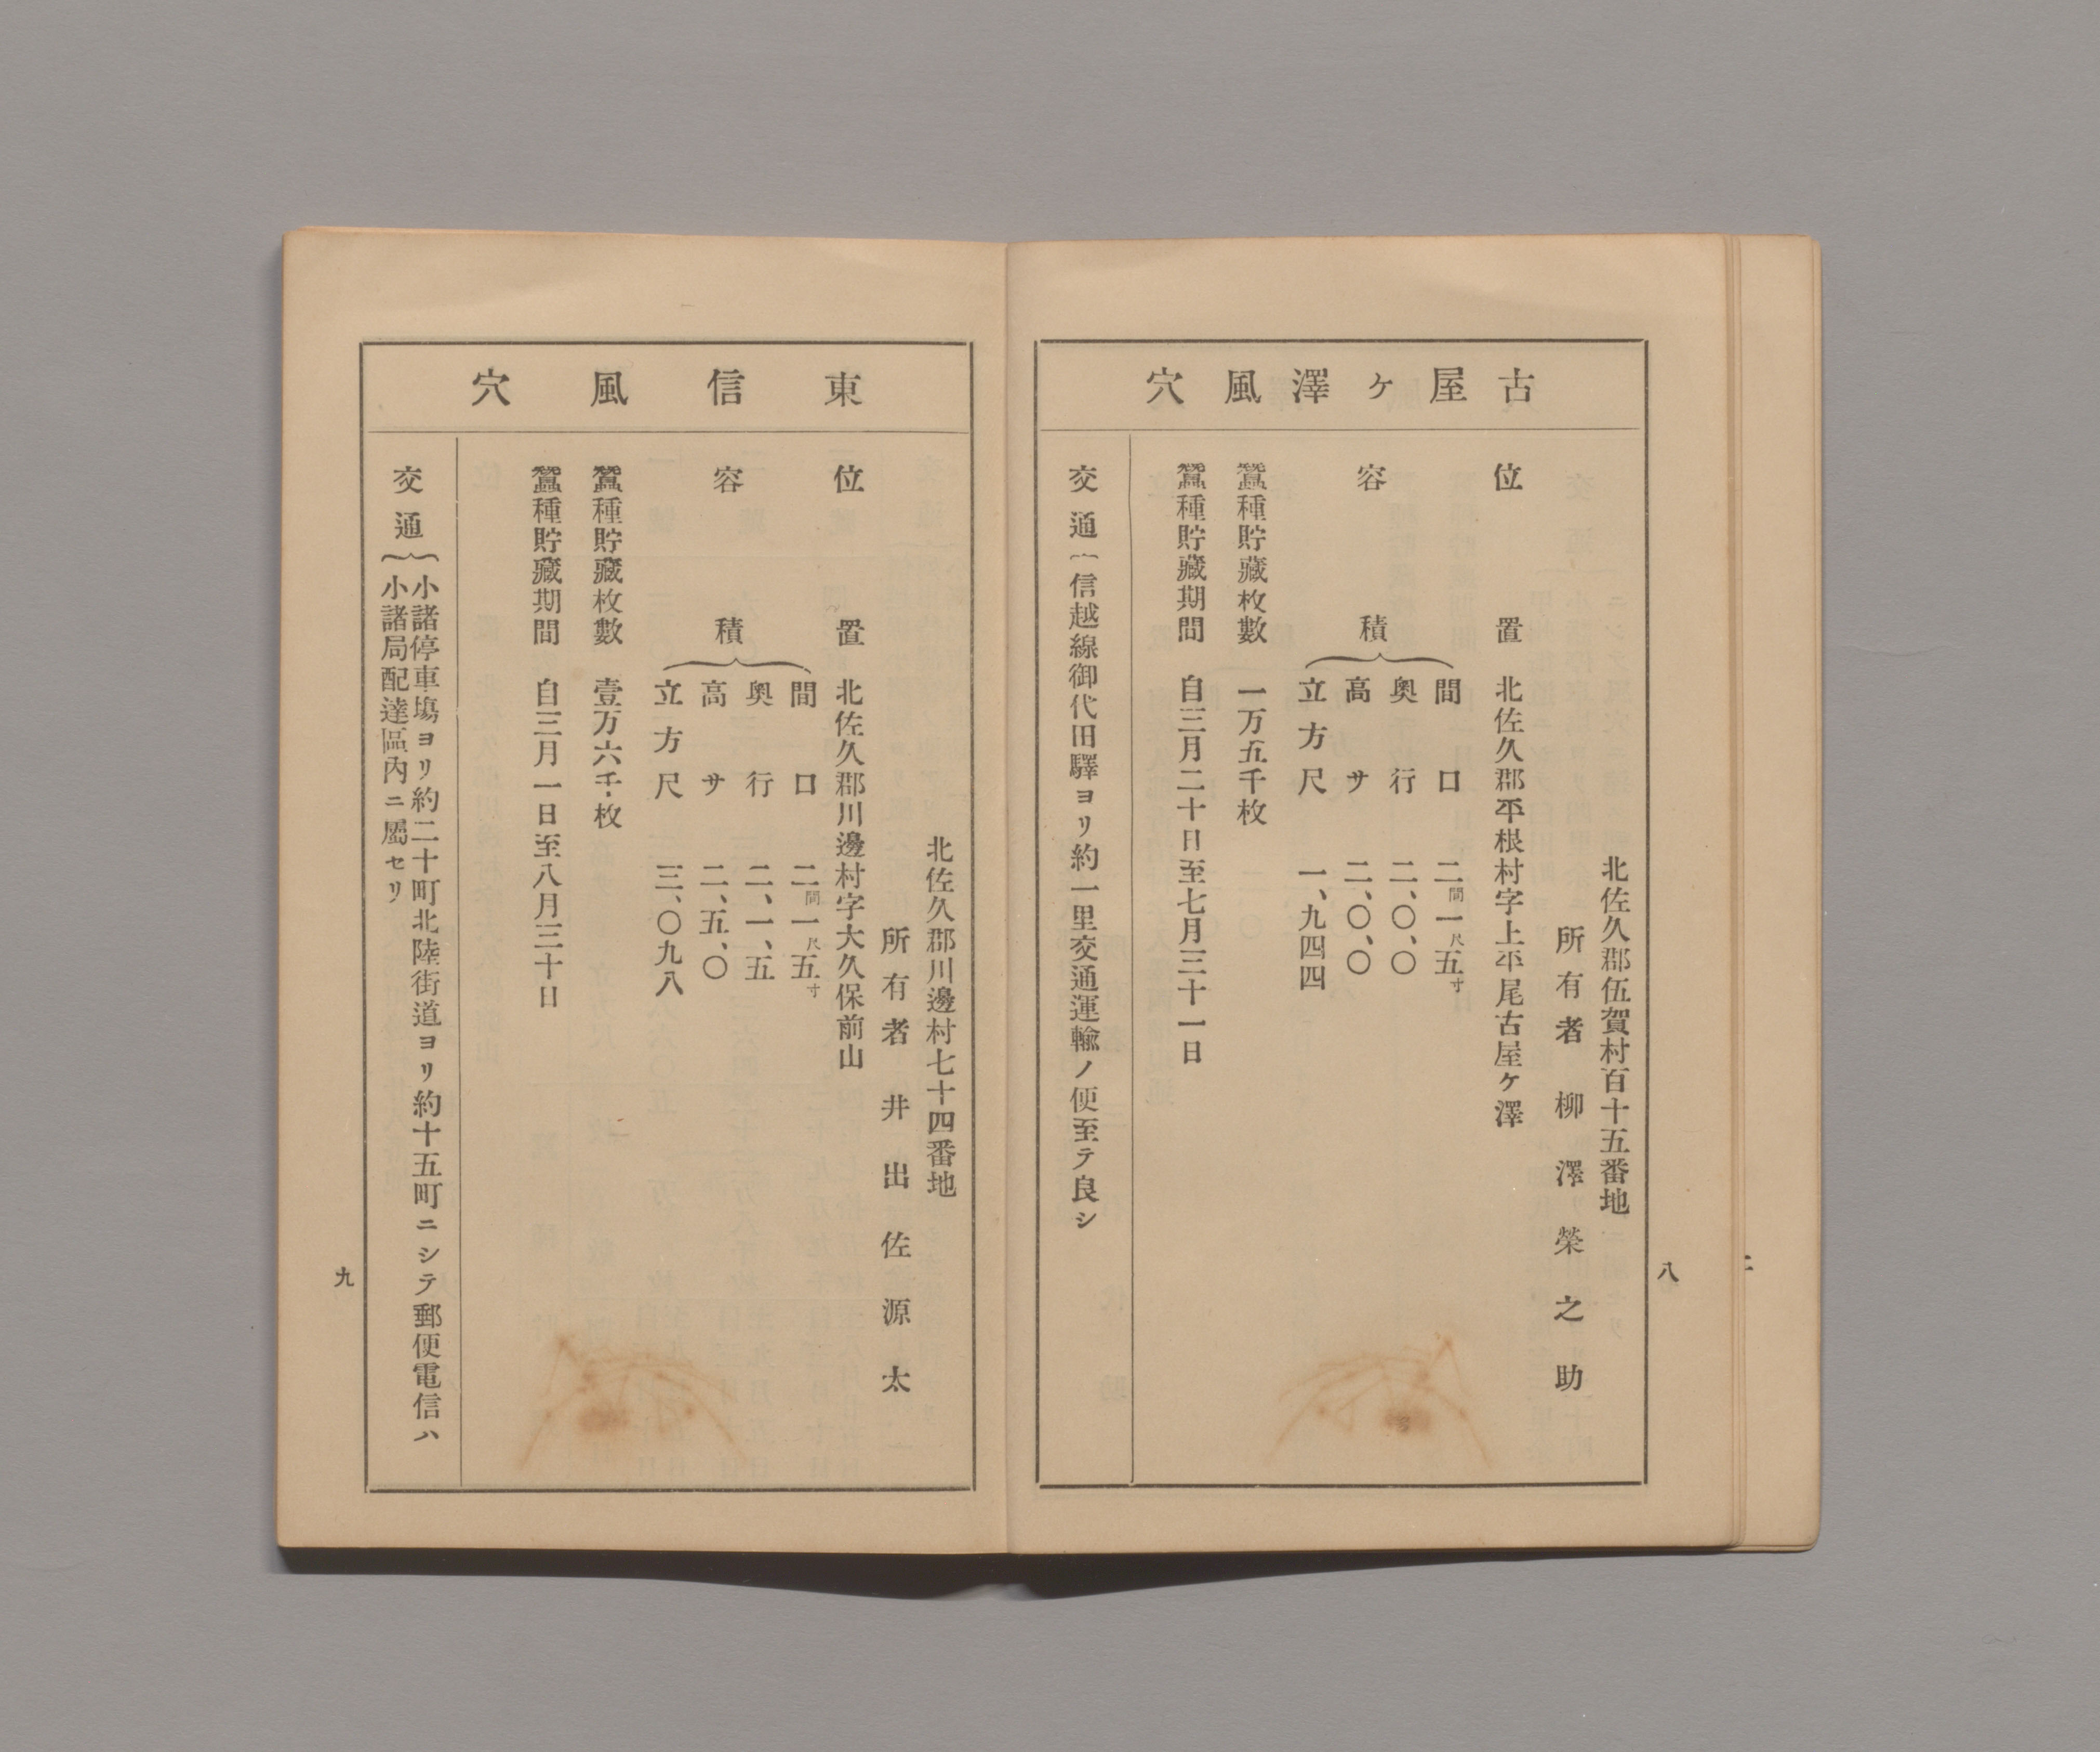 古屋ヶ澤風穴
北佐久郡伍賀村百十五番地
所有者 柳澤榮之助
位置 北佐久郡平根村字上平尾古屋ケ澤
容積
間口 二間一尺五寸
奥行 二、〇、〇
高サ 二、〇、〇
立方尺 一、九四四
蠶種貯藏枚數 一万五千枚
蠶種貯藏期間 自三月二十日至七月三十一日
交通 信越線御代田驛ヨリ約一里交通運輸ノ便至テ良シ
八
東信風穴
北佐久郡川邊村七十四番地
所有者 井出佐源太
位置 北佐久郡川邊村字大久保前山
容積
間口 二間一尺五寸
奥行 二、一、五
高サ 二、五、〇
立方尺 三、〇九八
蠶種貯藏枚數 壹万六千枚
蠶種貯藏期間 自三月一日至八月三十日
交通
小諸停車塲ヨリ約二十町北陸街道ヨリ約十五町ニシテ郵便電信ハ
小諸局配達區內ニ屬セリ
九